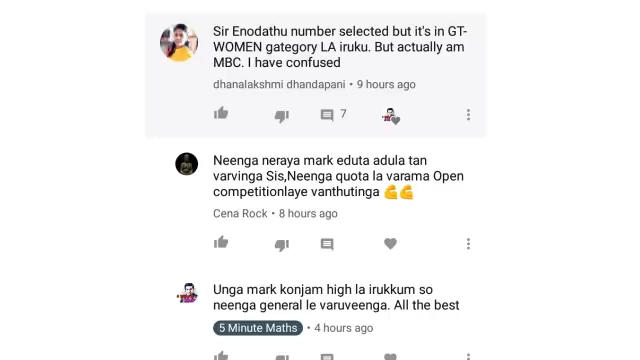 Sir Enodathu number selected but it's in GT-
WOMEN gategory LA iruku. But actually am
MBC. I have confused
dhanalakshmi dhandapani • 9 hours ago
7
Neenga neraya mark eduta adula tan
varvinga Sis,Neenga quota la varama Open
competitionlaye vanthutinga 💪💪
Cena Rock • 8 hours ago
Unga mark konjam high la irukkum so
neenga general le varuveenga. All the best
5 Minute Maths • 4 hours ago